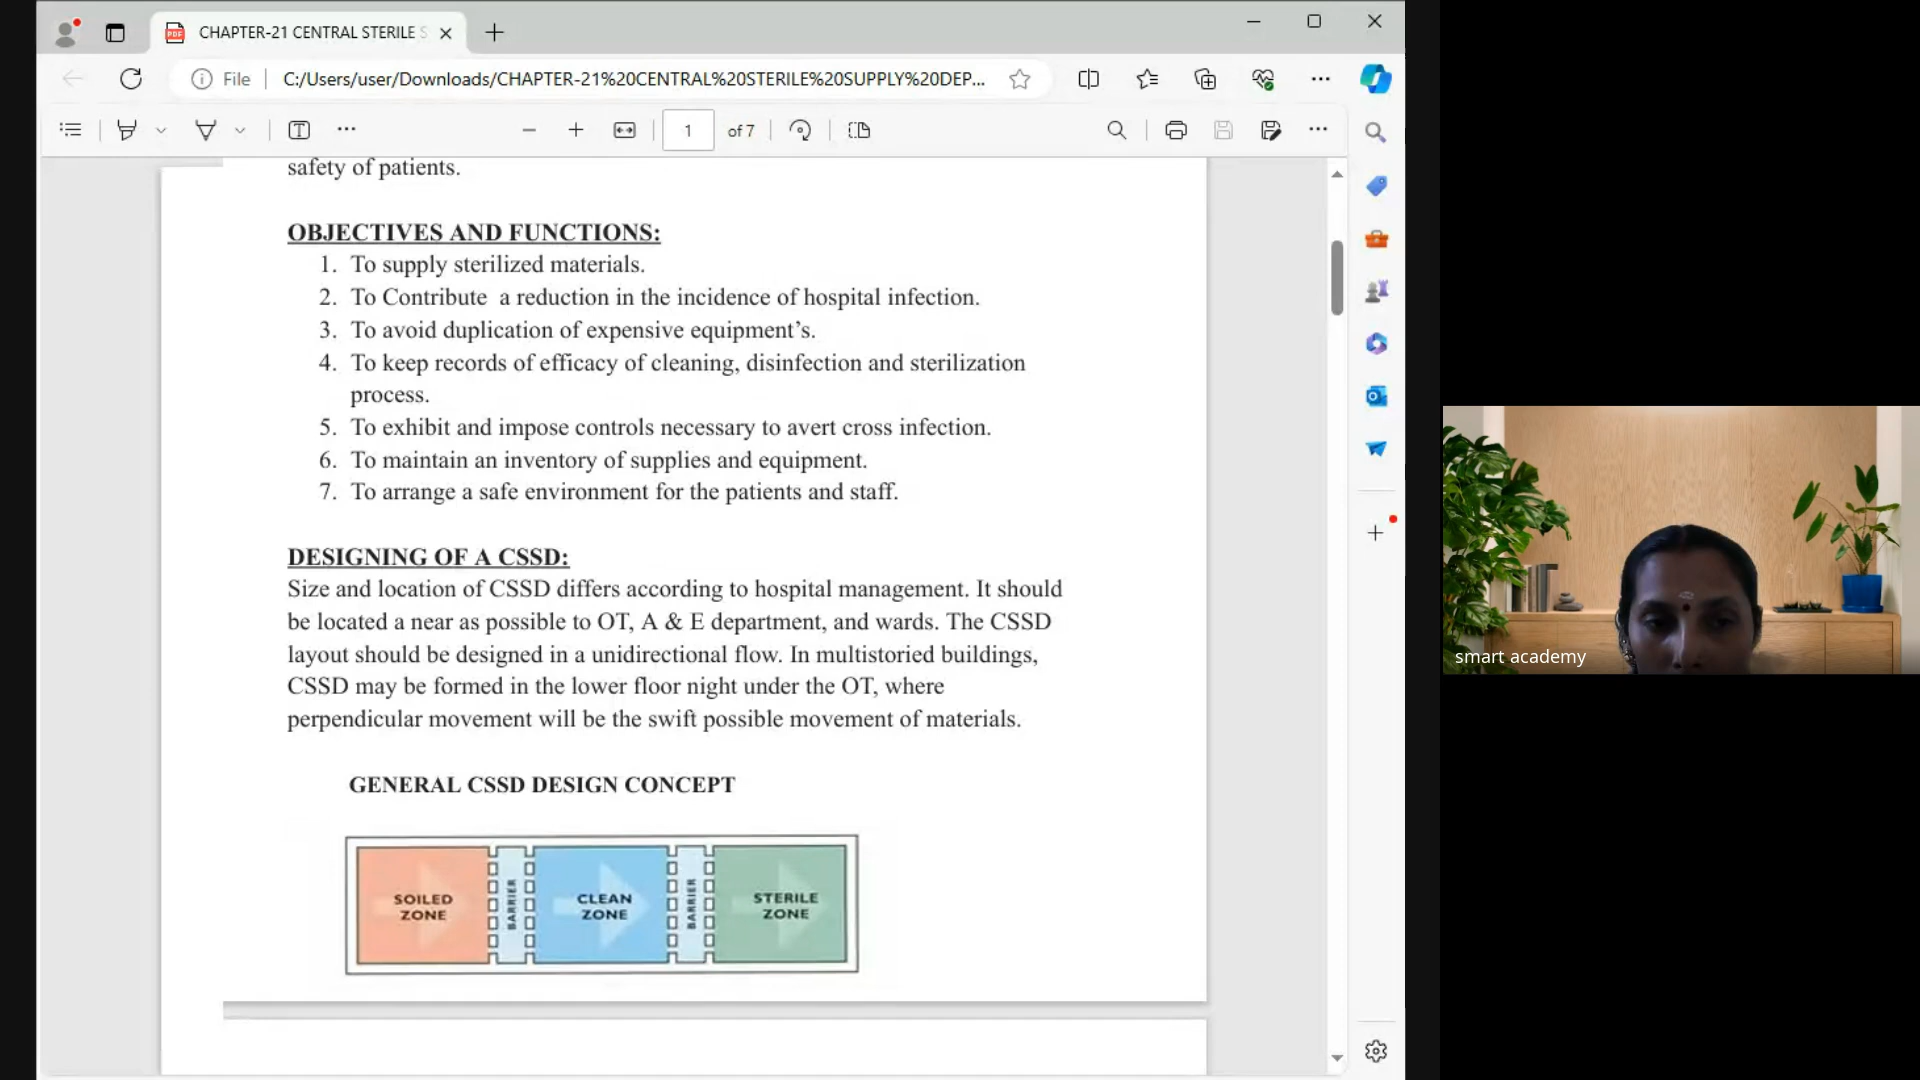 CHAPTER-21 CENTRAL STERILE S
File
C:/Users/user/Downloads/CHAPTER-21%20CENTRAL%20STERILE%20SUPPLY%20DEP...
1 of 7
safety of patients.
OBJECTIVES AND FUNCTIONS:
1. To supply sterilized materials.
2. To Contribute a reduction in the incidence of hospital infection.
3. To avoid duplication of expensive equipment’s.
4. To keep records of efficacy of cleaning, disinfection and sterilization
process.
5. To exhibit and impose controls necessary to avert cross infection.
6. To maintain an inventory of supplies and equipment.
7. To arrange a safe environment for the patients and staff.
DESIGNING OF A CSSD:
Size and location of CSSD differs according to hospital management. It should
be located a near as possible to OT, A & E department, and wards. The CSSD
layout should be designed in a unidirectional flow. In multistoried buildings,
CSSD may be formed in the lower floor night under the OT, where
perpendicular movement will be the swift possible movement of materials.
GENERAL CSSD DESIGN CONCEPT
SOILED
ZONE
BARRIER
CLEAN
ZONE
BARRIER
STERILE
ZONE
smart academy